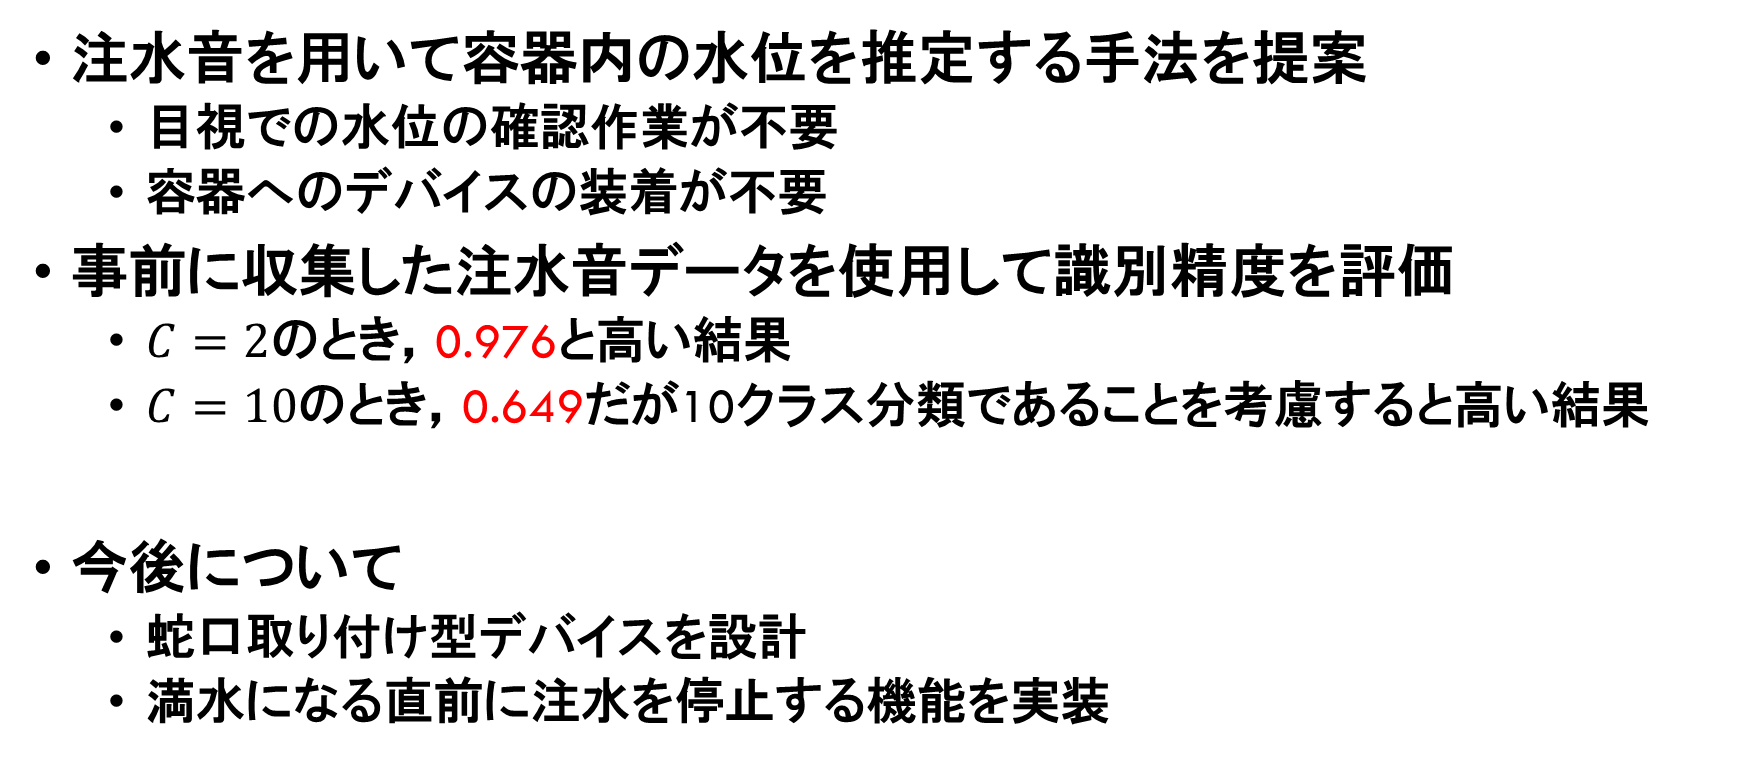 • 注水音を用いて容器内の水位を推定する手法を提案
• 目視での水位の確認作業が不要
• 容器へのデバイスの装着が不要
• 事前に収集した注水音データを使用して識別精度を評価
• C = 2のとき, 0.976と高い結果
• C = 10のとき, 0.649だが10クラス分類であることを考慮すると高い結果
• 今後について
• 蛇口取り付け型デバイスを設計
• 満水になる直前に注水を停止する機能を実装